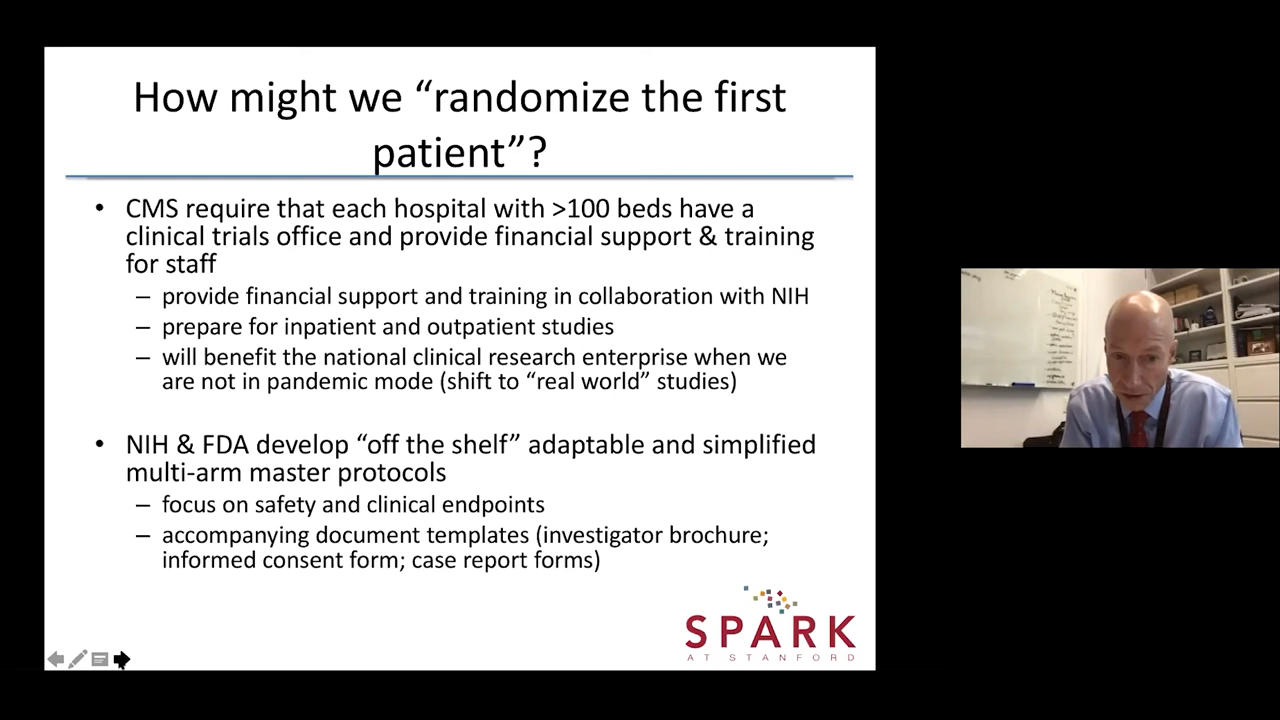 How might we “randomize the first
patient”?
• CMS require that each hospital with >100 beds have a
clinical trials office and provide financial support & training
for staff
– provide financial support and training in collaboration with NIH
– prepare for inpatient and outpatient studies
– will benefit the national clinical research enterprise when we
are not in pandemic mode (shift to “real world” studies)
• NIH & FDA develop “off the shelf” adaptable and simplified
multi-arm master protocols
– focus on safety and clinical endpoints
– accompanying document templates (investigator brochure;
informed consent form; case report forms)
SPARK
AT STANFORD